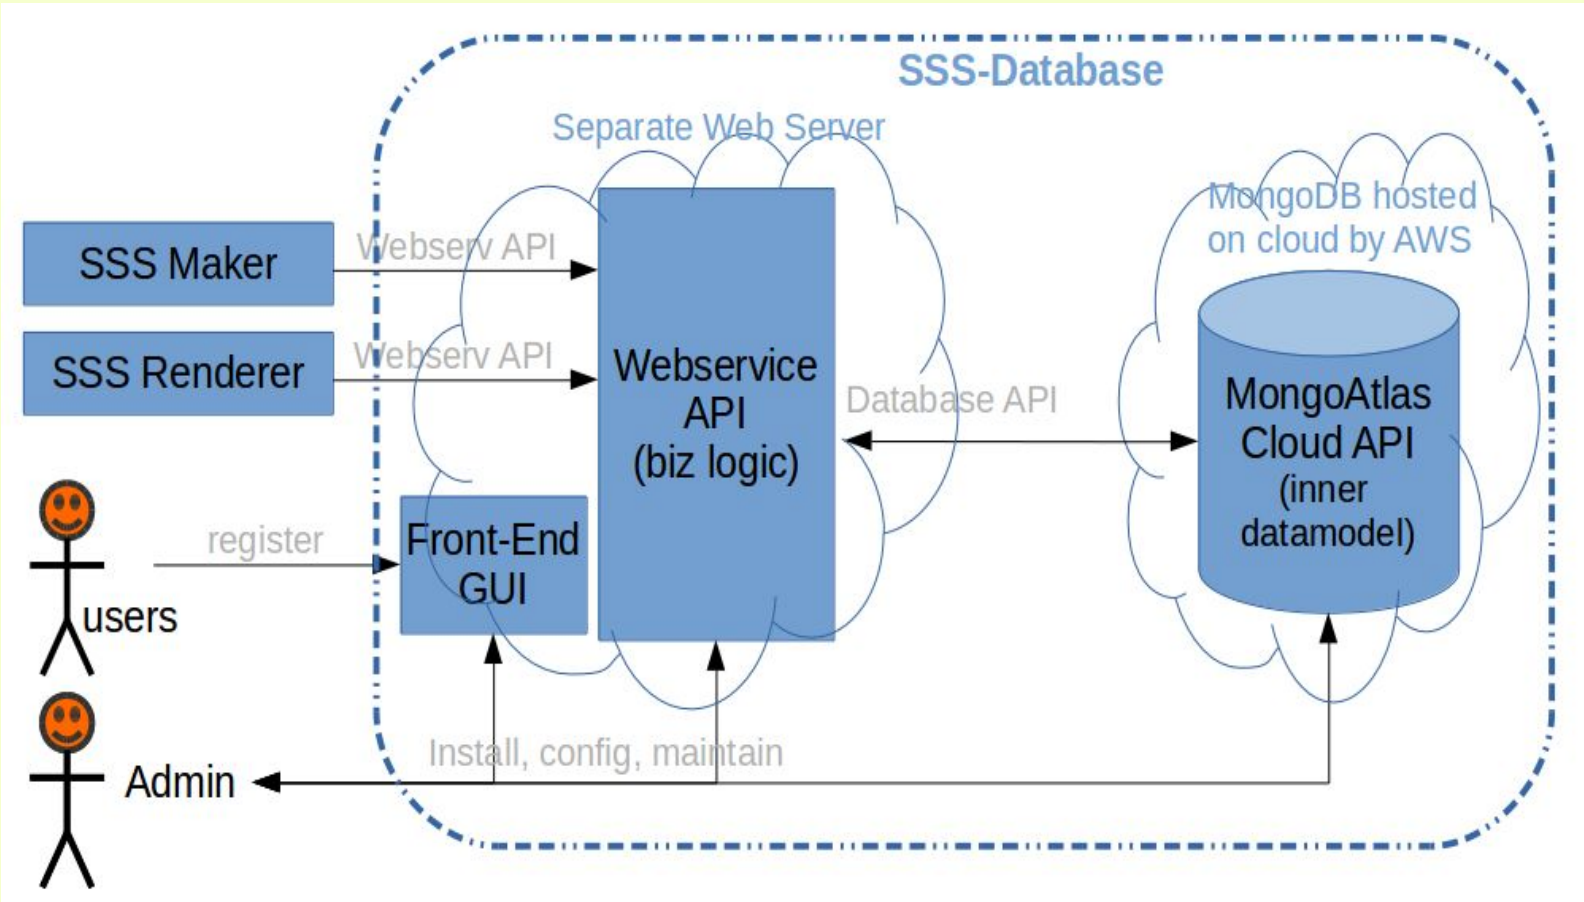 SSS-Database
Separate Web Server
MongoDB hosted
on cloud by AWS
SSS Maker
Webserv API
SSS Renderer
Webserv API
Webservice
API
(biz logic)
Database API
MongoAtlas
Cloud API
(inner
datamodel)
users
register
Front-End
GUI
Admin
Install, config, maintain